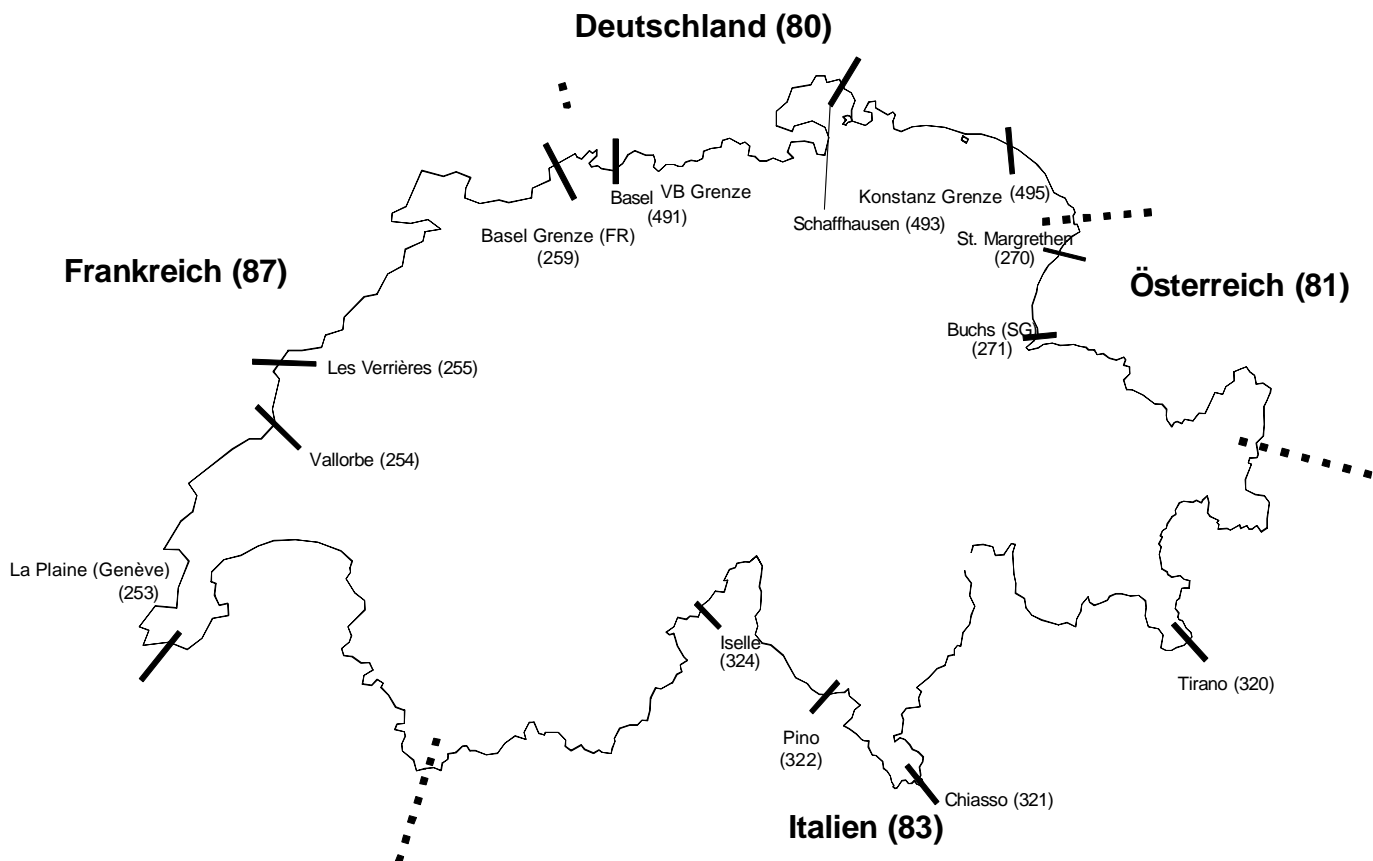 Deutschland (80)
Basel VB Grenze
(491)
Konstanz Grenze (495)
Schaffhausen (493)
Basel Grenze (FR)
(259)
St. Margrethen
(270)
Frankreich (87)
Österreich (81)
Buchs (SG)
(271)
Les Verrières (255)
Vallorbe (254)
La Plaine (Genève)
(253)
Iselle
(324)
Tirano (320)
Pino
(322)
Chiasso (321)
Italien (83)